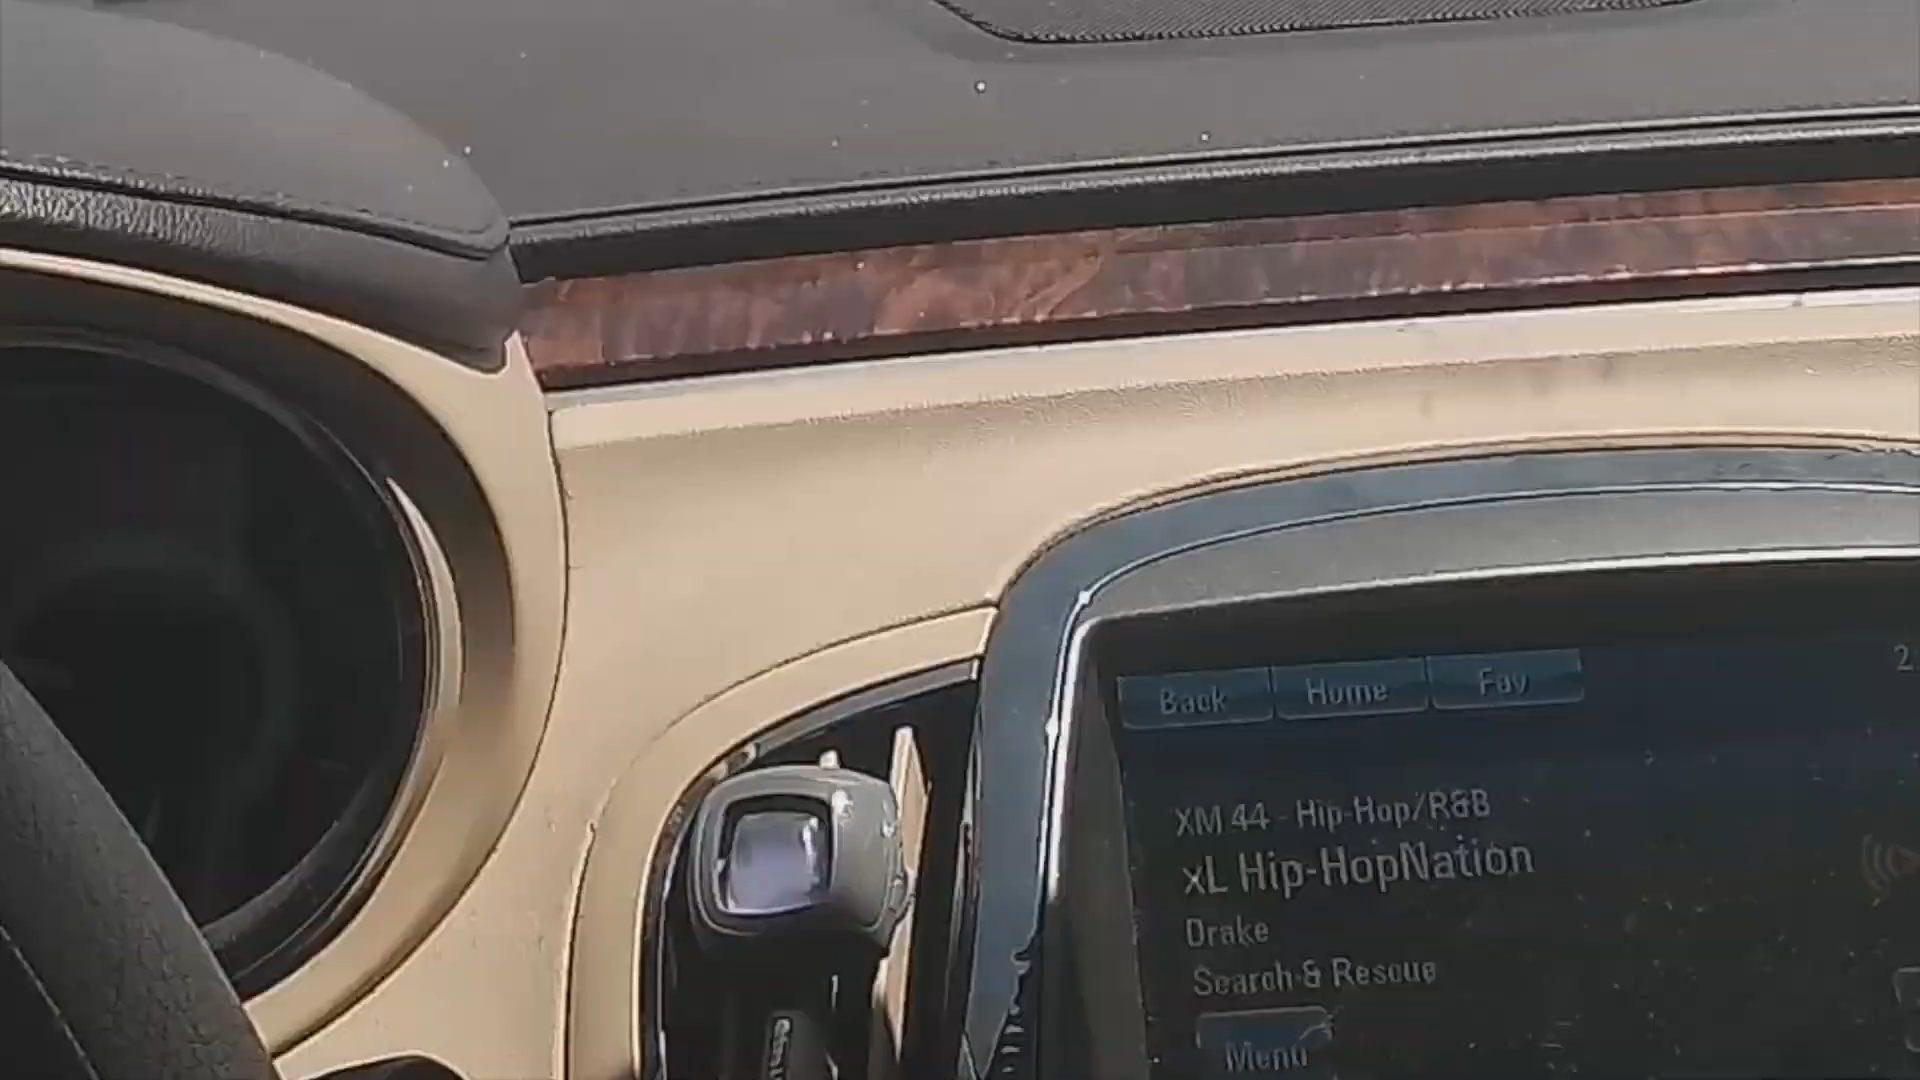 Back Home Fav
XM 44 - Hip-Hop/R&B
xL Hip-HopNation
Drake
Search & Rescue
Menu